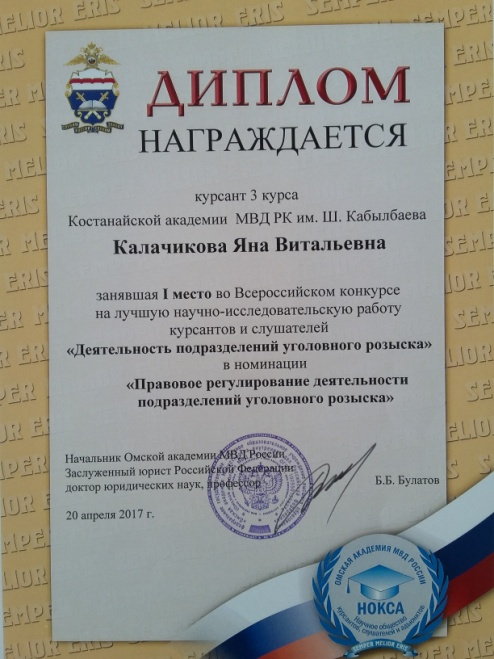 ДИПЛОМ
НАГРАЖДАЕТСЯ
курсант 3 курса
Костанайской академии МВД РК им. Ш. Кабылбаева
Калачикова Яна Витальевна
занявшая I место во Всероссийском конкурсе
на лучшую научно-исследовательскую работу
курсантов и слушателей
«Деятельность подразделений уголовного розыска»
в номинации
«Правовое регулирование деятельности
подразделений уголовного розыска»
Начальник Омской академии МВД России
Заслуженный юрист Российской Федерации
доктор юридических наук, профессор
Б.Б. Булатов
20 апреля 2017 г.
ОМСКАЯ АКАДЕМИЯ МВД РОССИИ
НОКСА
Научное общество
курсантов, слушателей и адъюнктов
SEMPER MELIOR ERIS